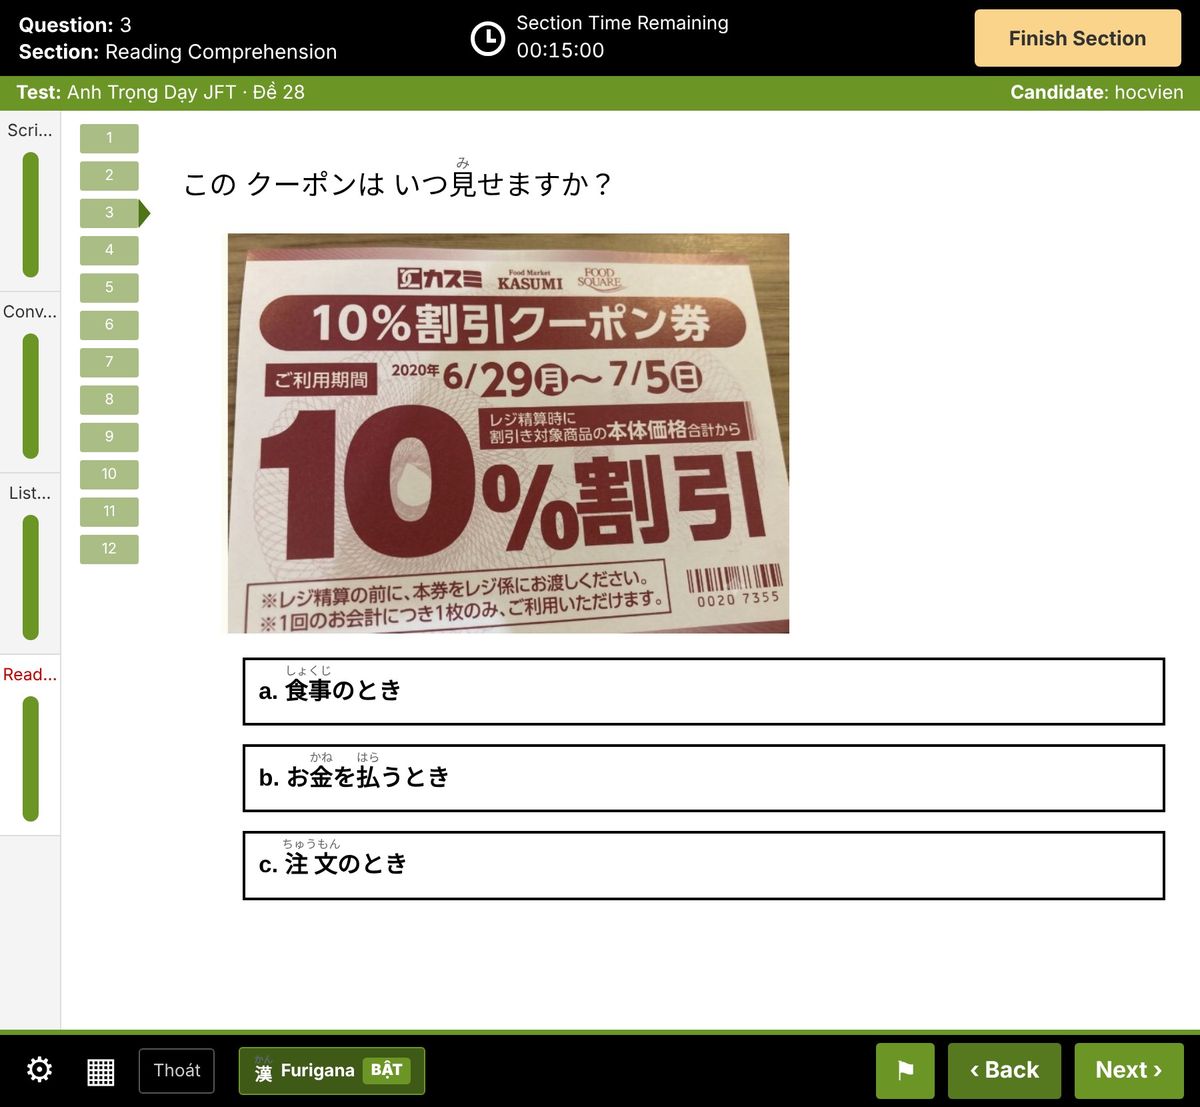 Question: 3
Section: Reading Comprehension
Section Time Remaining
00:15:00
Finish Section
Test: Anh Trọng Dạy JFT · Đề 28
Candidate: hocvien
Scri...
Conv...
List...
Read...
1
2
3
4
5
6
7
8
9
10
11
12
み
この クーポンは いつ見せますか？
カスミ Food Market KASUMI FOOD SQUARE
10%割引クーポン券
ご利用期間 2020年 6/29月～7/5日
レジ精算時に
割引き対象商品の本体価格合計から
10%割引
※レジ精算の前に、本券をレジ係にお渡しください。
※1回のお会計につき1枚のみ、ご利用いただけます。
0020 7355
しょくじ
a. 食事のとき
かね はら
b. お金を払うとき
ちゅうもん
c. 注文のとき
Thoát
かん
漢 Furigana BẬT
‹ Back
Next ›